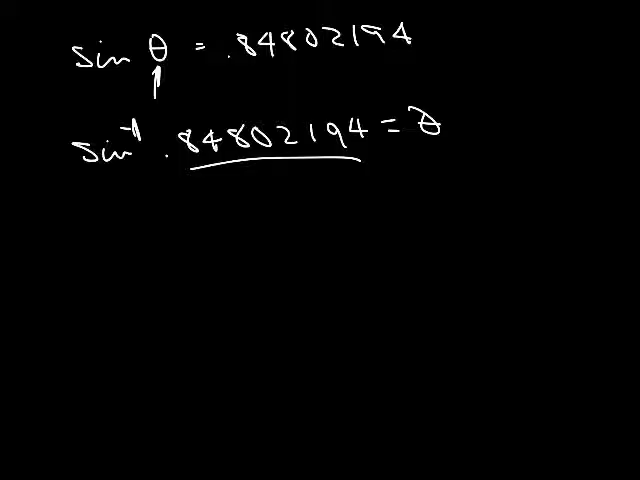 sin θ = .84802194
sin⁻¹ .84802194 = θ